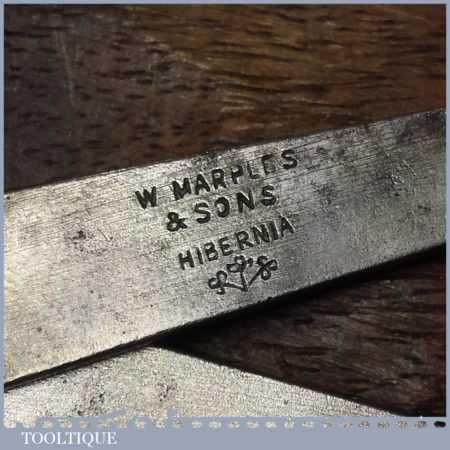 W MARPLES
& SONS
HIBERNIA
TOOLTIQUE